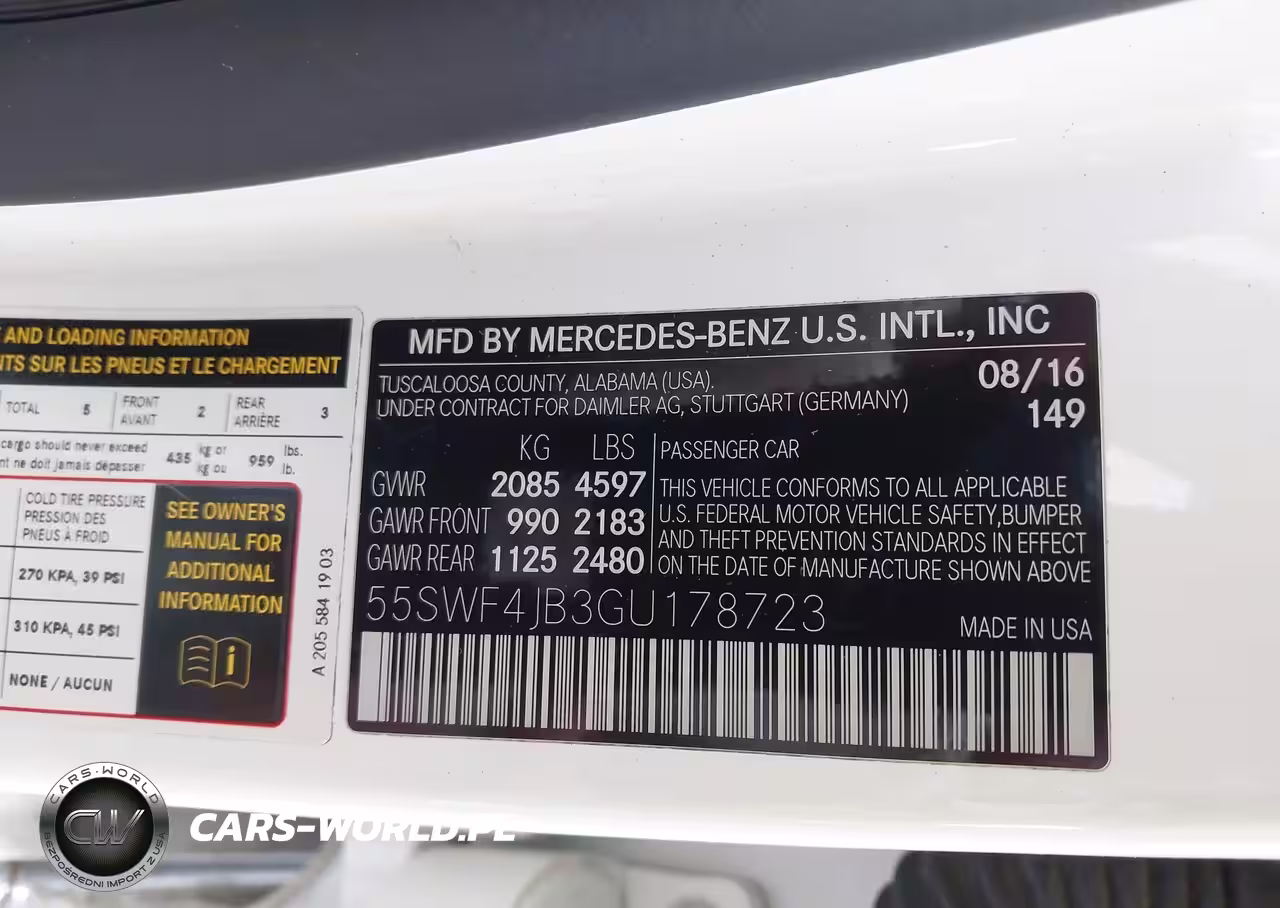 AND LOADING INFORMATION
NTS SUR LES PNEUS ET LE CHARGEMENT
TOTAL 5 FRONT AVANT 2 REAR ARRIÈRE 3
cargo should never exceed 435 kg or 959 lbs.
nt ne doit jamais dépasser kg ou lb.
COLD TIRE PRESSURE
PRESSION DES
PNEUS À FROID
270 KPA, 39 PSI
310 KPA, 45 PSI
NONE / AUCUN
SEE OWNER'S
MANUAL FOR
ADDITIONAL
INFORMATION
A 205 584 19 03
MFD BY MERCEDES-BENZ U.S. INTL., INC
TUSCALOOSA COUNTY, ALABAMA (USA). 08/16
UNDER CONTRACT FOR DAIMLER AG, STUTTGART (GERMANY) 149
KG LBS
GVWR 2085 4597
GAWR FRONT 990 2183
GAWR REAR 1125 2480
PASSENGER CAR
THIS VEHICLE CONFORMS TO ALL APPLICABLE
U.S. FEDERAL MOTOR VEHICLE SAFETY,BUMPER
AND THEFT PREVENTION STANDARDS IN EFFECT
ON THE DATE OF MANUFACTURE SHOWN ABOVE
55SWF4JB3GU178723
MADE IN USA
CARS-WORLD
CW
BEZPOŚREDNI IMPORT Z USA
CARS-WORLD.PL